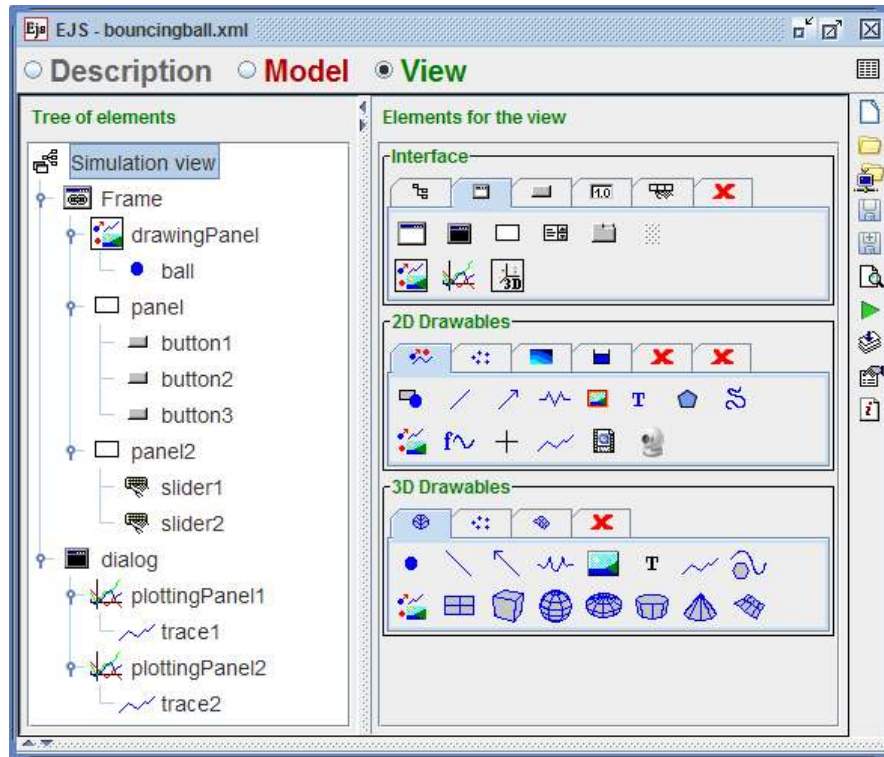 Ejs EJS - bouncingball.xml
Description Model View
Tree of elements
Simulation view
Frame
drawingPanel
ball
panel
button1
button2
button3
panel2
slider1
slider2
dialog
plottingPanel1
trace1
plottingPanel2
trace2
Elements for the view
Interface
1.0
3D
2D Drawables
T
f
3D Drawables
T
i